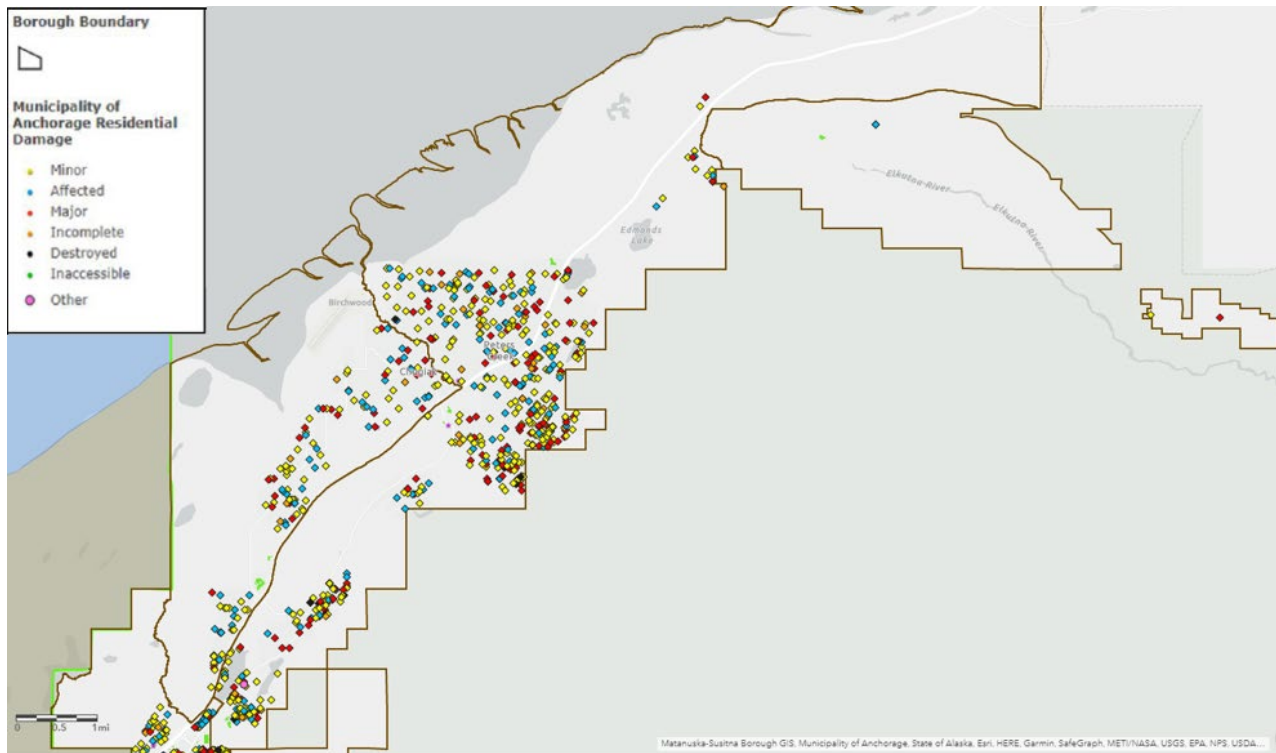 Borough Boundary
Municipality of
Anchorage Residential
Damage
Minor
Affected
Major
Incomplete
Destroyed
Inaccessible
Other
Elkutna-River
Elkutna-River
Edmonds
Lake
Birchwood
Peters
Creek
Chugiak
0 0.5 1mi
Matanuska-Susitna Borough GIS, Municipality of Anchorage, State of Alaska, Esri, HERE, Garmin, SafeGraph, METI/NASA, USGS, EPA, NPS, USDA...